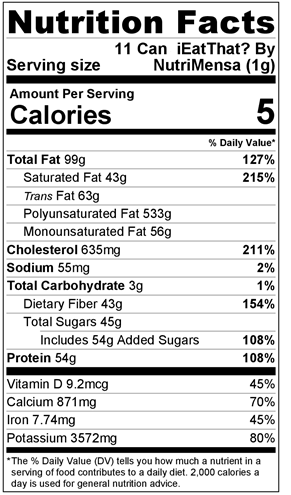 Nutrition Facts
11 Can iEatThat? By
Serving size NutriMensa (1g)
Amount Per Serving
Calories 5
% Daily Value*
Total Fat 99g 127%
Saturated Fat 43g 215%
Trans Fat 63g
Polyunsaturated Fat 533g
Monounsaturated Fat 56g
Cholesterol 635mg 211%
Sodium 55mg 2%
Total Carbohydrate 3g 1%
Dietary Fiber 43g 154%
Total Sugars 45g
Includes 54g Added Sugars 108%
Protein 54g 108%
Vitamin D 9.2mcg 45%
Calcium 871mg 70%
Iron 7.74mg 45%
Potassium 3572mg 80%
*The % Daily Value (DV) tells you how much a nutrient in a
serving of food contributes to a daily diet. 2,000 calories a
day is used for general nutrition advice.